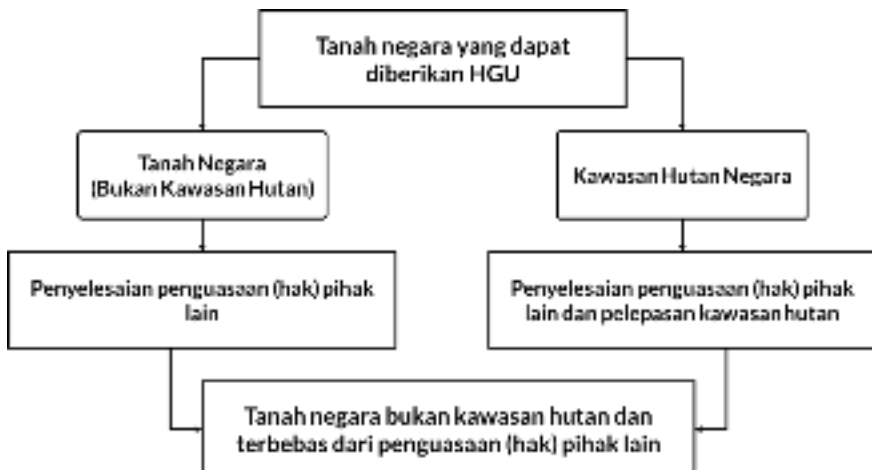 Tanah negara yang dapat
diberikan HGU
Tanah Negara
(Bukan Kawasan Hutan)
Kawasan Hutan Negara
Penyelesaian penguasaan (hak) pihak
lain
Penyelesaian penguasaan (hak) pihak
lain dan pelepasan kawasan hutan
Tanah negara bukan kawasan hutan dan
terbebas dari penguasaan (hak) pihak lain